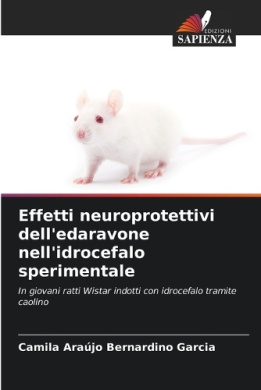 EDIZIONI
SAPIENZA
Effetti neuroprotettivi
dell'edaravone
nell'idrocefalo
sperimentale
In giovani ratti Wistar indotti con idrocefalo tramite
caolino
Camila Araújo Bernardino Garcia